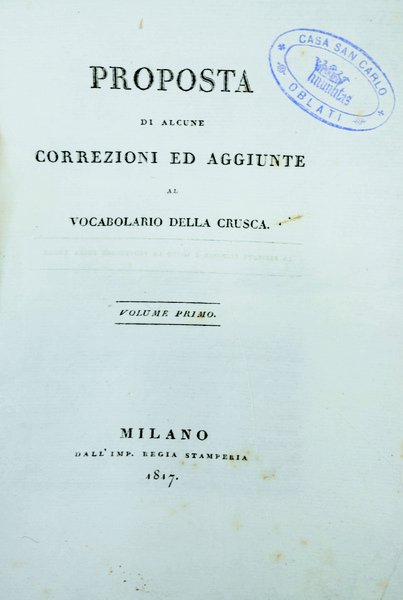 PROPOSTA
DI ALCUNE
CORREZIONI ED AGGIUNTE
AL
VOCABOLARIO DELLA CRUSCA.
VOLUME PRIMO.
MILANO
DALL'IMP. REGIA STAMPERIA
1817.
CASA SAN CARLO
humilitas
OBLATI